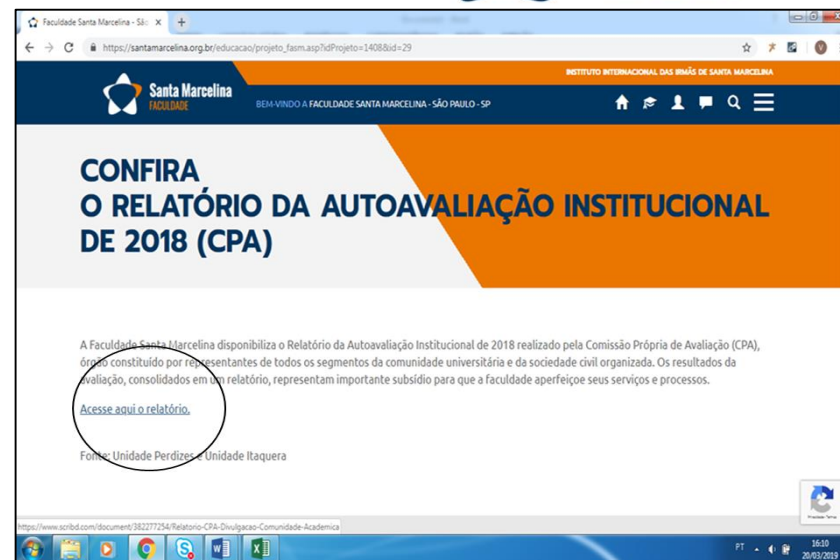 Faculdade Santa Marcelina - São
https://santamarcelina.org.br/educacao/projeto_fasm.asp?idProjeto=1408&id=29
INSTITUTO INTERNACIONAL DAS IRMÃS DE SANTA MARCELINA
Santa Marcelina
FACULDADE
BEM-VINDO A FACULDADE SANTA MARCELINA - SÃO PAULO - SP
CONFIRA
O RELATÓRIO DA AUTOAVALIAÇÃO INSTITUCIONAL
DE 2018 (CPA)
A Faculdade Santa Marcelina disponibiliza o Relatório da Autoavaliação Institucional de 2018 realizado pela Comissão Própria de Avaliação (CPA),
órgão constituído por representantes de todos os segmentos da comunidade universitária e da sociedade civil organizada. Os resultados da
avaliação, consolidados em um relatório, representam importante subsídio para que a faculdade aperfeiçoe seus serviços e processos.
Acesse aqui o relatório.
Fonte: Unidade Perdizes e Unidade Itaquera
https://www.scribd.com/document/382277254/Relatorio-CPA-Divulgacao-Comunidade-Academica
PT
16:10
20/03/2019